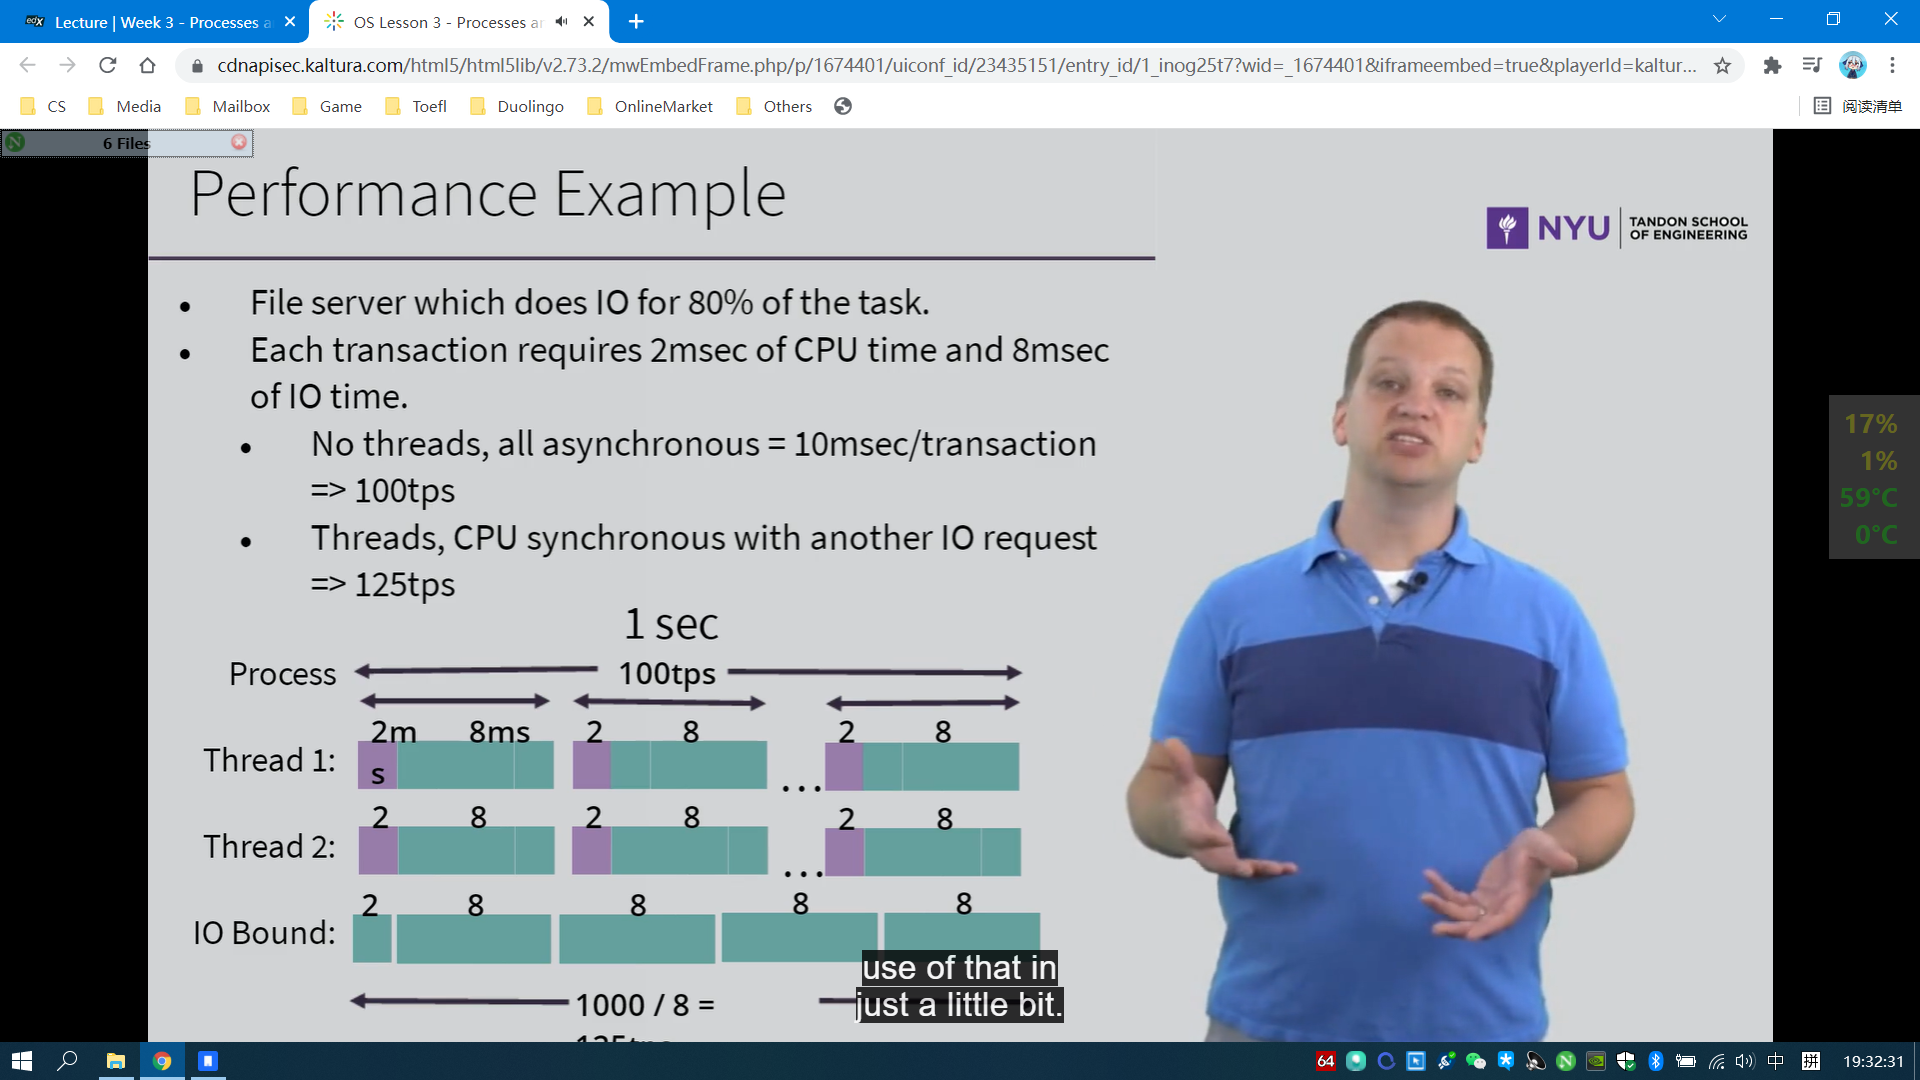 Lecture | Week 3 - Processes a
OS Lesson 3 - Processes a
cdnapisec.kaltura.com/html5/html5lib/v2.73.2/mwEmbedFrame.php/p/1674401/uiconf_id/23435151/entry_id/1_inog25t7?wid=_1674401&iframeembed=true&playerId=kaltur...
CS Media Mailbox Game Toefl Duolingo OnlineMarket Others 阅读清单
6 Files
Performance Example
NYU TANDON SCHOOL
OF ENGINEERING
• File server which does IO for 80% of the task.
• Each transaction requires 2msec of CPU time and 8msec
of IO time.
• No threads, all asynchronous = 10msec/transaction
=> 100tps
• Threads, CPU synchronous with another IO request
=> 125tps
17%
1%
59°C
0°C
1 sec
Process 100tps
2m 8ms 2 8 2 8
Thread 1: s ...
2 8 2 8 2 8
Thread 2: ...
2 8 8 8 8
IO Bound:
use of that in
just a little bit.
1000 / 8 =
125tps
64 中 拼 19:32:31